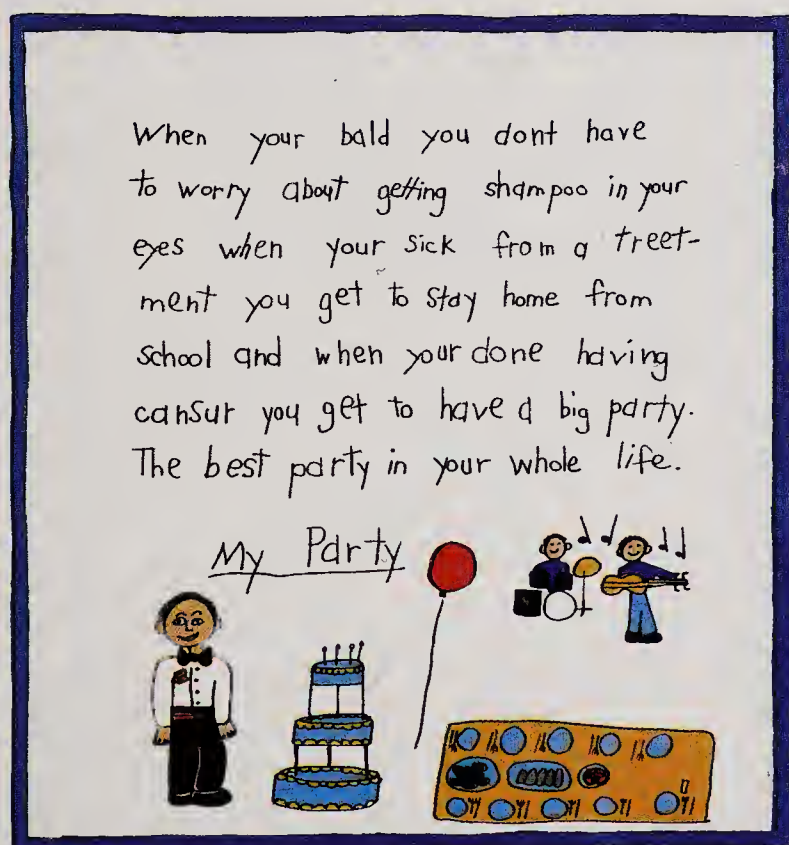 When your bald you dont have
to worry about getting shampoo in your
eyes when your sick from a treet-
ment you get to stay home from
school and when your done having
cansur you get to have a big party.
The best party in your whole life.
My Party